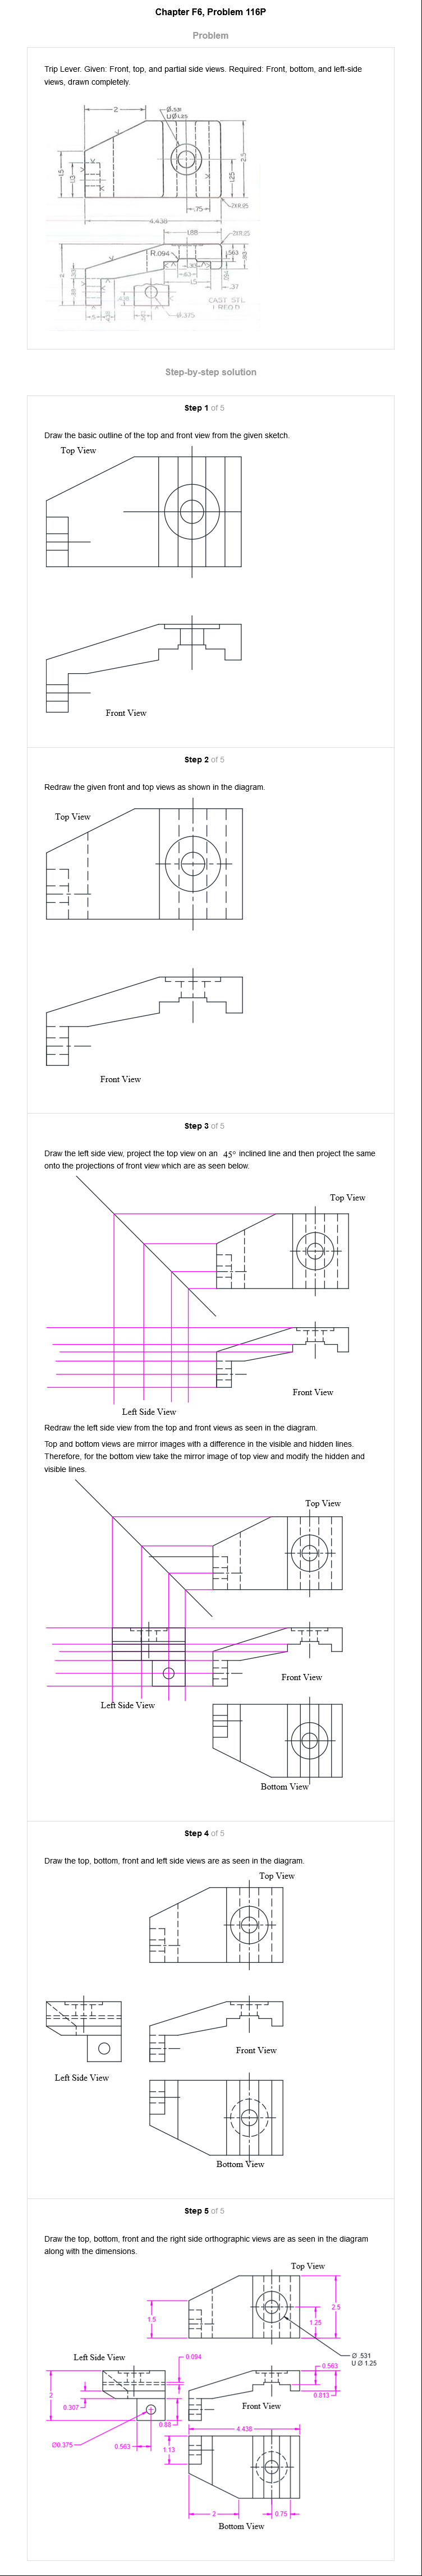 Chapter F6, Problem 116P
Problem
Trip Lever. Given: Front, top, and partial side views. Required: Front, bottom, and left-side
views, drawn completely.
2
Ø.531
U Ø1.25
1.5
1.13
2.5
1.25
.75
2XR.125
4.438
1.88
2XR.125
R.094
.563
.813
.63
1.5
.094
.37
2
.88
.5
.438
Ø.375
CAST STL
1 REQ'D
Step-by-step solution
Step 1 of 5
Draw the basic outline of the top and front view from the given sketch.
Top View
Front View
Step 2 of 5
Redraw the given front and top views as shown in the diagram.
Top View
Front View
Step 3 of 5
Draw the left side view, project the top view on an 45° inclined line and then project the same
onto the projections of front view which are as seen below.
Top View
Front View
Left Side View
Redraw the left side view from the top and front views as seen in the diagram.
Top and bottom views are mirror images with a difference in the visible and hidden lines.
Therefore, for the bottom view take the mirror image of top view and modify the hidden and
visible lines.
Top View
Front View
Left Side View
Bottom View
Step 4 of 5
Draw the top, bottom, front and left side views are as seen in the diagram.
Top View
Front View
Left Side View
Bottom View
Step 5 of 5
Draw the top, bottom, front and the right side orthographic views are as seen in the diagram
along with the dimensions.
Top View
1.5
2.5
1.25
Ø .531
U Ø 1.25
Left Side View
0.094
0.563
0.813
2
0.307
0.88
Front View
4.438
Ø0.375
0.563
1.13
2
0.75
Bottom View